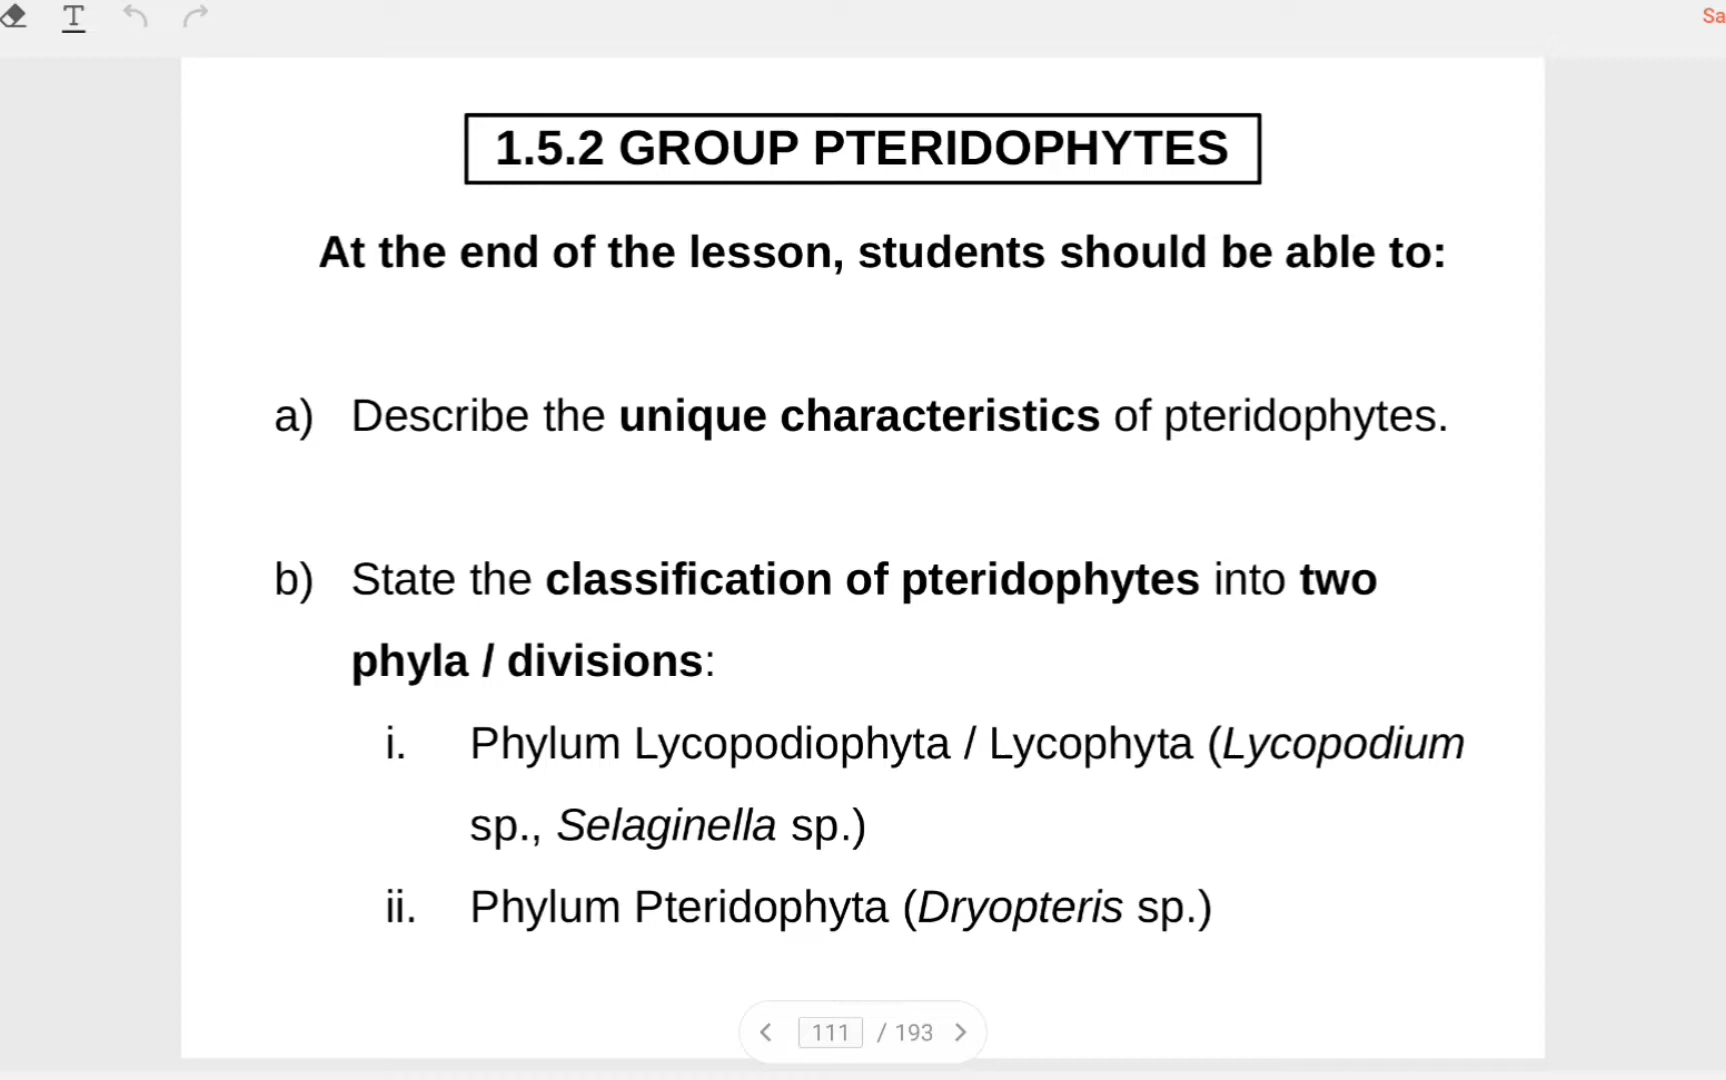 T
Sa
1.5.2 GROUP PTERIDOPHYTES
At the end of the lesson, students should be able to:
a) Describe the unique characteristics of pteridophytes.
b) State the classification of pteridophytes into two
phyla / divisions:
i. Phylum Lycopodiophyta / Lycophyta (Lycopodium
sp., Selaginella sp.)
ii. Phylum Pteridophyta (Dryopteris sp.)
111 / 193